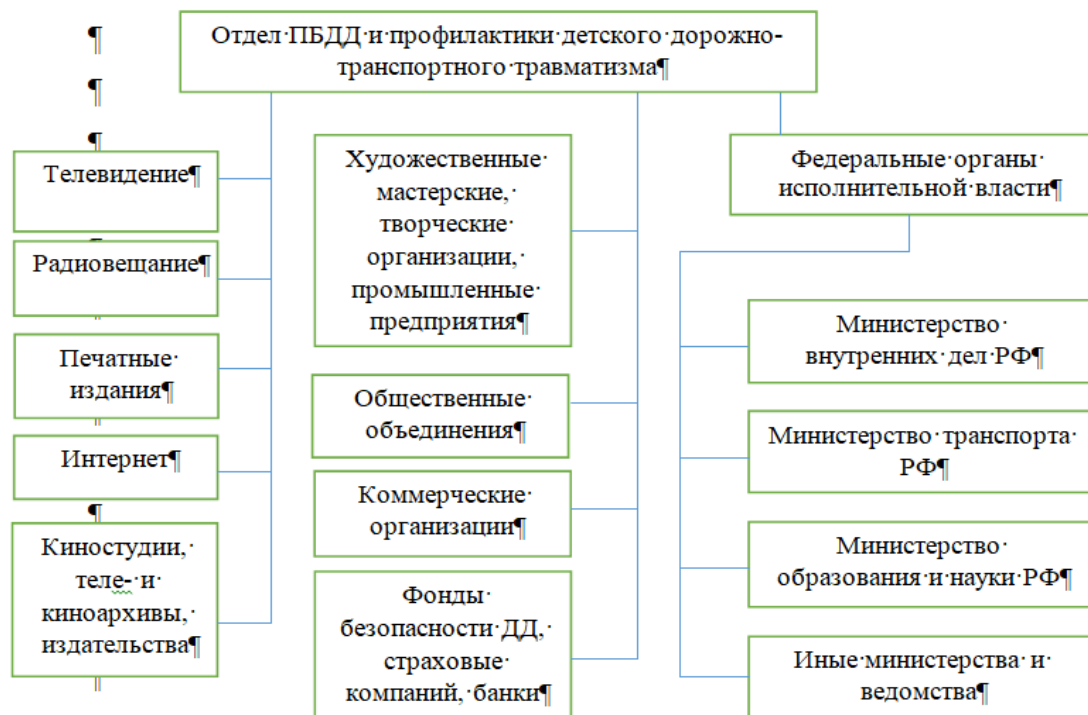 Отдел ПБДД и профилактики детского дорожно-
транспортного травматизма
Телевидение
Радиовещание
Печатные
издания
Интернет
Киностудии,
теле- и
киноархивы,
издательства
Художественные
мастерские,
творческие
организации,
промышленные
предприятия
Общественные
объединения
Коммерческие
организации
Фонды
безопасности ДД,
страховые
компаний, банки
Федеральные органы
исполнительной власти
Министерство
внутренних дел РФ
Министерство транспорта
РФ
Министерство
образования и науки РФ
Иные министерства и
ведомства